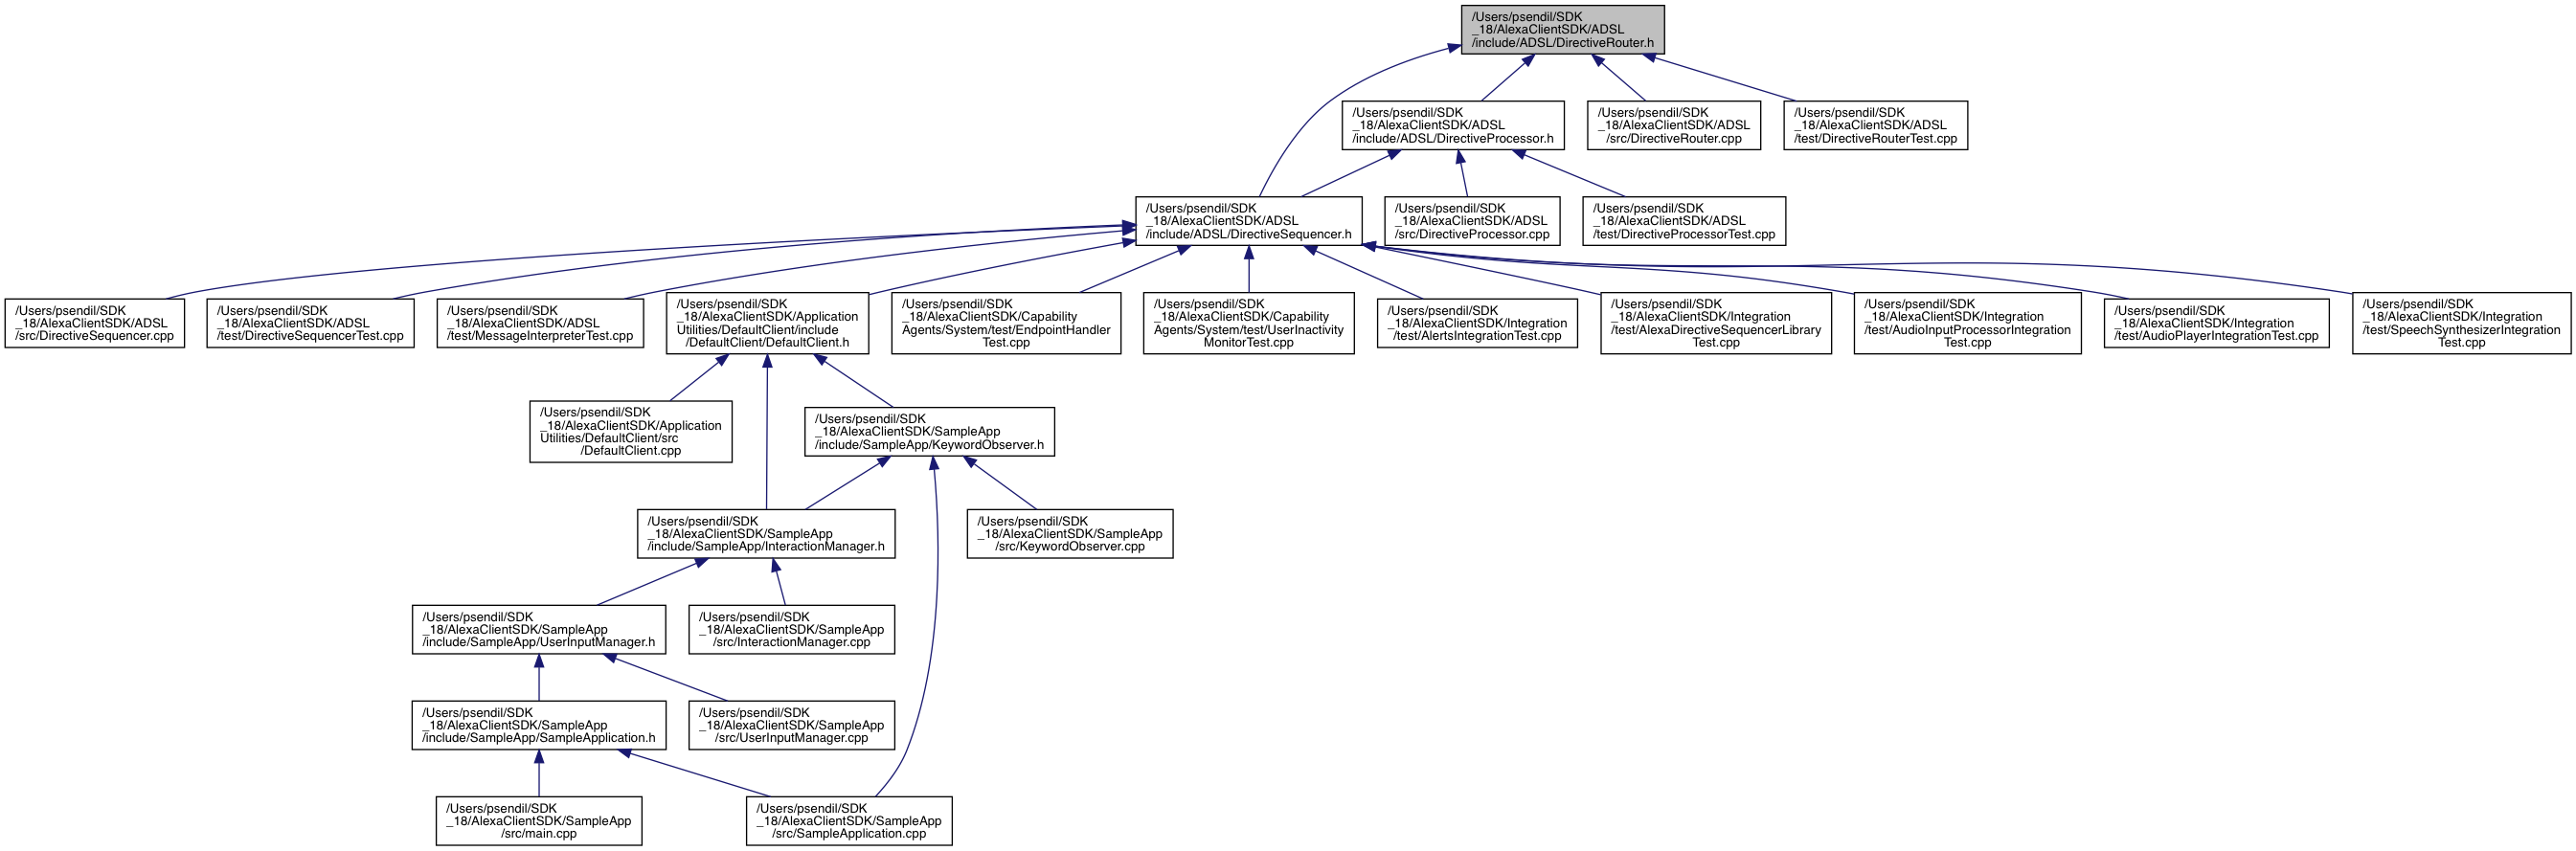 /Users/psendil/SDK
_18/AlexaClientSDK/ADSL
/include/ADSL/DirectiveRouter.h
/Users/psendil/SDK
_18/AlexaClientSDK/ADSL
/include/ADSL/DirectiveProcessor.h
/Users/psendil/SDK
_18/AlexaClientSDK/ADSL
/src/DirectiveRouter.cpp
/Users/psendil/SDK
_18/AlexaClientSDK/ADSL
/test/DirectiveRouterTest.cpp
/Users/psendil/SDK
_18/AlexaClientSDK/ADSL
/include/ADSL/DirectiveSequencer.h
/Users/psendil/SDK
_18/AlexaClientSDK/ADSL
/src/DirectiveProcessor.cpp
/Users/psendil/SDK
_18/AlexaClientSDK/ADSL
/test/DirectiveProcessorTest.cpp
/Users/psendil/SDK
_18/AlexaClientSDK/ADSL
/src/DirectiveSequencer.cpp
/Users/psendil/SDK
_18/AlexaClientSDK/ADSL
/test/DirectiveSequencerTest.cpp
/Users/psendil/SDK
_18/AlexaClientSDK/ADSL
/test/MessageInterpreterTest.cpp
/Users/psendil/SDK
_18/AlexaClientSDK/Application
Utilities/DefaultClient/include
/DefaultClient/DefaultClient.h
/Users/psendil/SDK
_18/AlexaClientSDK/Capability
Agents/System/test/EndpointHandler
Test.cpp
/Users/psendil/SDK
_18/AlexaClientSDK/Capability
Agents/System/test/UserInactivity
MonitorTest.cpp
/Users/psendil/SDK
_18/AlexaClientSDK/Integration
/test/AlertsIntegrationTest.cpp
/Users/psendil/SDK
_18/AlexaClientSDK/Integration
/test/AlexaDirectiveSequencerLibrary
Test.cpp
/Users/psendil/SDK
_18/AlexaClientSDK/Integration
/test/AudioInputProcessorIntegration
Test.cpp
/Users/psendil/SDK
_18/AlexaClientSDK/Integration
/test/AudioPlayerIntegrationTest.cpp
/Users/psendil/SDK
_18/AlexaClientSDK/Integration
/test/SpeechSynthesizerIntegration
Test.cpp
/Users/psendil/SDK
_18/AlexaClientSDK/Application
Utilities/DefaultClient/src
/DefaultClient.cpp
/Users/psendil/SDK
_18/AlexaClientSDK/SampleApp
/include/SampleApp/KeywordObserver.h
/Users/psendil/SDK
_18/AlexaClientSDK/SampleApp
/include/SampleApp/InteractionManager.h
/Users/psendil/SDK
_18/AlexaClientSDK/SampleApp
/src/KeywordObserver.cpp
/Users/psendil/SDK
_18/AlexaClientSDK/SampleApp
/include/SampleApp/UserInputManager.h
/Users/psendil/SDK
_18/AlexaClientSDK/SampleApp
/src/InteractionManager.cpp
/Users/psendil/SDK
_18/AlexaClientSDK/SampleApp
/include/SampleApp/SampleApplication.h
/Users/psendil/SDK
_18/AlexaClientSDK/SampleApp
/src/UserInputManager.cpp
/Users/psendil/SDK
_18/AlexaClientSDK/SampleApp
/src/main.cpp
/Users/psendil/SDK
_18/AlexaClientSDK/SampleApp
/src/SampleApplication.cpp